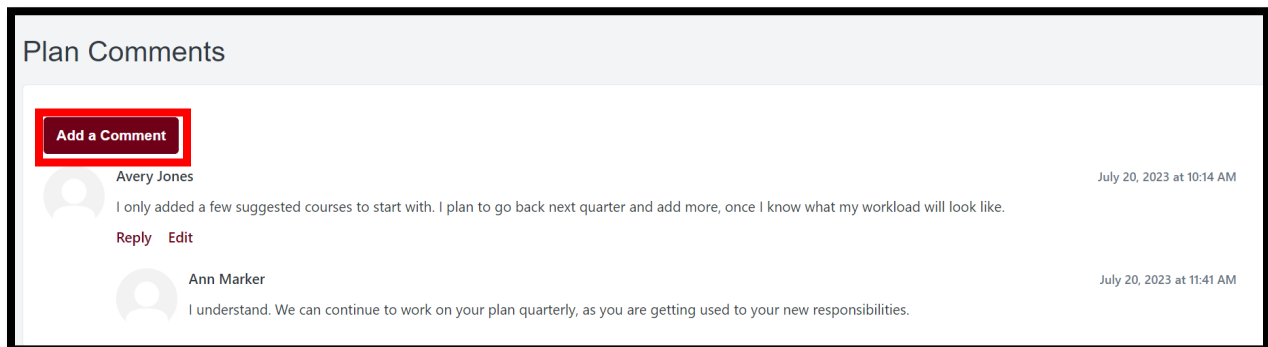 Plan Comments
Add a Comment
Avery Jones July 20, 2023 at 10:14 AM
I only added a few suggested courses to start with. I plan to go back next quarter and add more, once I know what my workload will look like.
Reply Edit
Ann Marker July 20, 2023 at 11:41 AM
I understand. We can continue to work on your plan quarterly, as you are getting used to your new responsibilities.